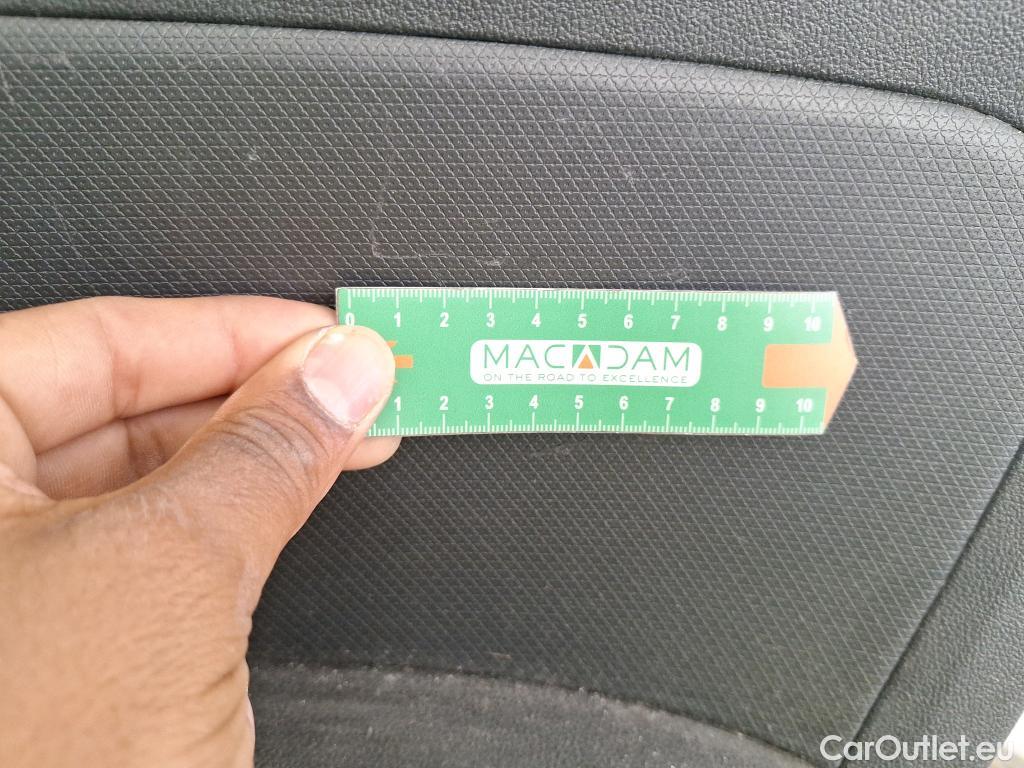 0 1 2 3 4 5 6 7 8 9 10
MACADAM
ON THE ROAD TO EXCELLENCE
1 2 3 4 5 6 7 8 9 10
CarOutlet.eu